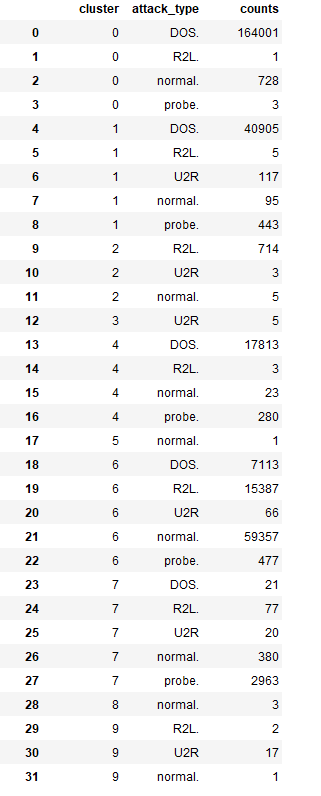 cluster attack_type counts
0 0 DOS. 164001
1 0 R2L. 1
2 0 normal. 728
3 0 probe. 3
4 1 DOS. 40905
5 1 R2L. 5
6 1 U2R 117
7 1 normal. 95
8 1 probe. 443
9 2 R2L. 714
10 2 U2R 3
11 2 normal. 5
12 3 U2R 5
13 4 DOS. 17813
14 4 R2L. 3
15 4 normal. 23
16 4 probe. 280
17 5 normal. 1
18 6 DOS. 7113
19 6 R2L. 15387
20 6 U2R 66
21 6 normal. 59357
22 6 probe. 477
23 7 DOS. 21
24 7 R2L. 77
25 7 U2R 20
26 7 normal. 380
27 7 probe. 2963
28 8 normal. 3
29 9 R2L. 2
30 9 U2R 17
31 9 normal. 1